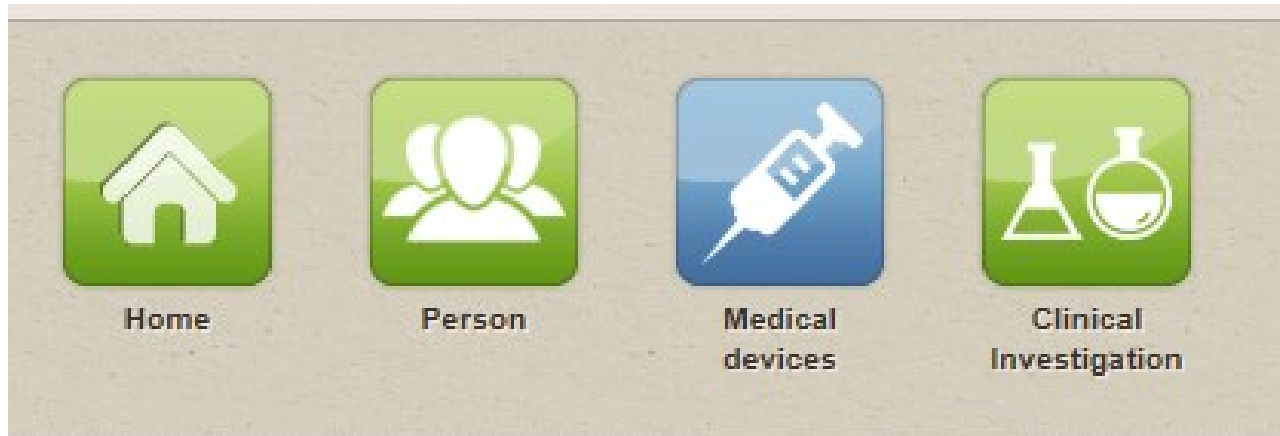 Home
Person
Medical
devices
Clinical
Investigation